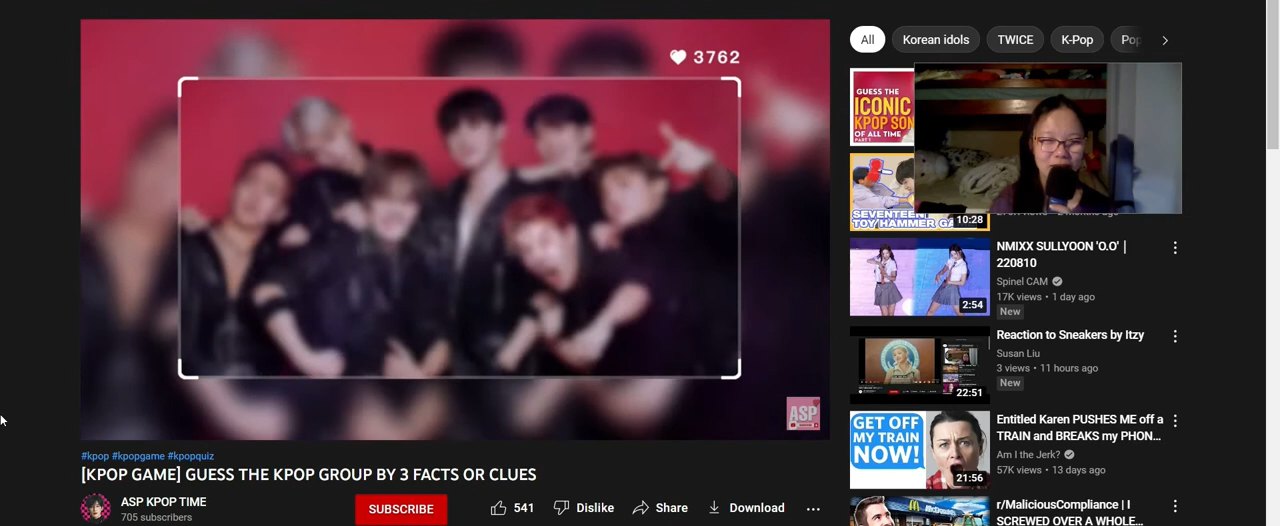 3762
ASP
#kpop #kpopgame #kpopquiz
[KPOP GAME] GUESS THE KPOP GROUP BY 3 FACTS OR CLUES
ASP KPOP TIME
705 subscribers
SUBSCRIBE
541
Dislike
Share
Download
All
Korean idols
TWICE
K-Pop
Pop
GUESS THE
ICONIC
KPOP SON
OF ALL TIME
PART 1
SEVENTEEN
TOY HAMMER GA
10:28
NMIXX SULLYOON 'O.O' |
220810
Spinel CAM
17K views • 1 day ago
New
2:54
Reaction to Sneakers by Itzy
Susan Liu
3 views • 11 hours ago
New
22:51
GET OFF
MY TRAIN
NOW!
21:56
Entitled Karen PUSHES ME off a
TRAIN and BREAKS my PHON...
Am I the Jerk?
57K views • 13 days ago
r/MaliciousCompliance | I
SCREWED OVER A WHOLE...